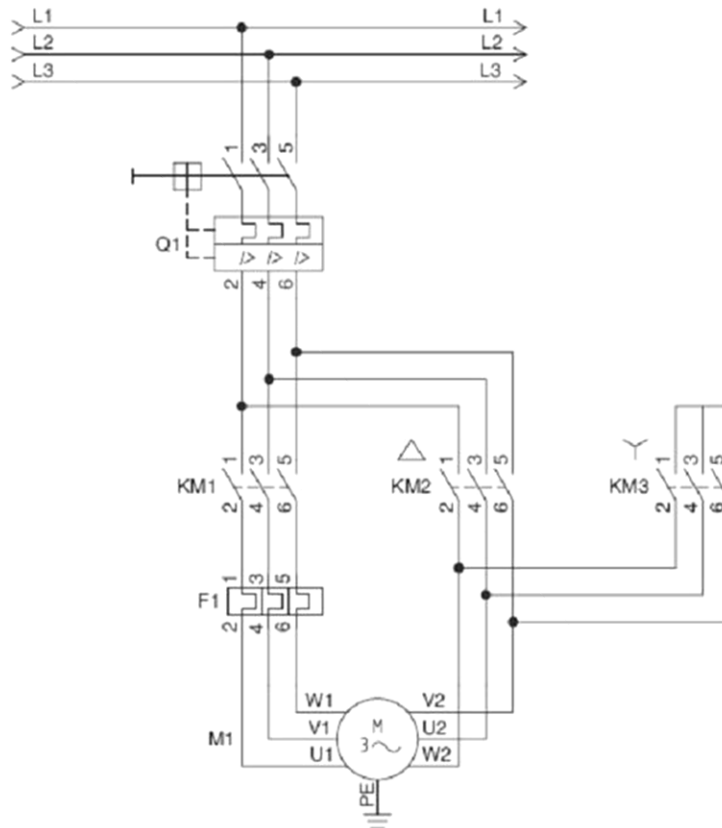 L1 L1
L2 L2
L3 L3
1 3 5
Q1
I> I> I>
2 4 6
1 3 5 1 3 5 1 3 5
KM1 KM2 KM3
2 4 6 2 4 6 2 4 6
1 3 5
F1
2 4 6
W1 V2
M
M1 V1 3 U2
U1 W2
PE